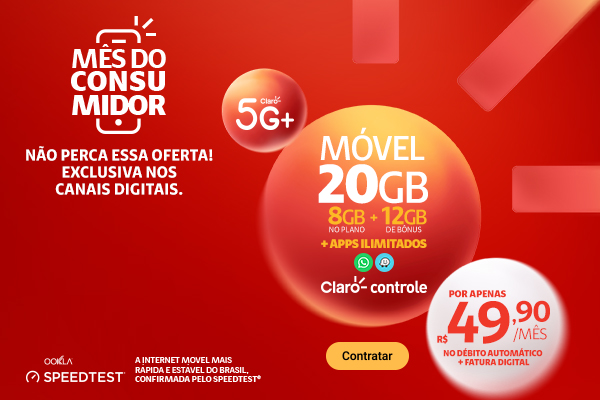 MÊS DO
CONSU
MIDOR
NÃO PERCA ESSA OFERTA!
EXCLUSIVA NOS
CANAIS DIGITAIS.
Claro
5G+
MÓVEL
20GB
8GB + 12GB
NO PLANO DE BÔNUS
+ APPS ILIMITADOS
Claro controle
POR APENAS
R$ 49,90
/MÊS
NO DÉBITO AUTOMÁTICO
+ FATURA DIGITAL
Contratar
OOKLA
SPEEDTEST
A INTERNET MOVEL MAIS
RÁPIDA E ESTÁVEL DO BRASIL,
CONFIRMADA PELO SPEEDTEST®